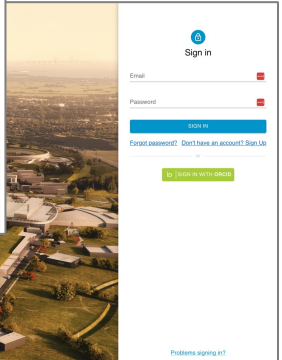 Sign in
Email
Password
SIGN IN
Forgot password? Don't have an account? Sign Up
or
iD SIGN IN WITH ORCID
Problems signing in?